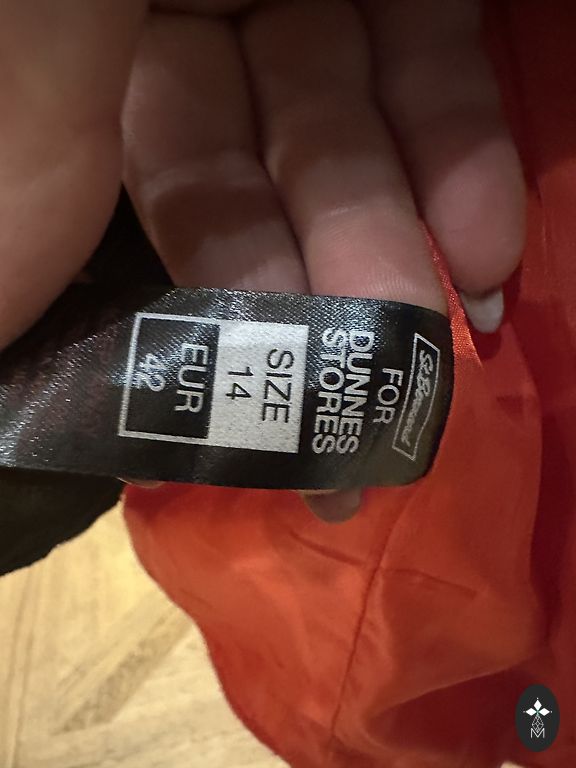 St. Bernard
FOR
DUNNES
STORES
SIZE
14
EUR
42
M